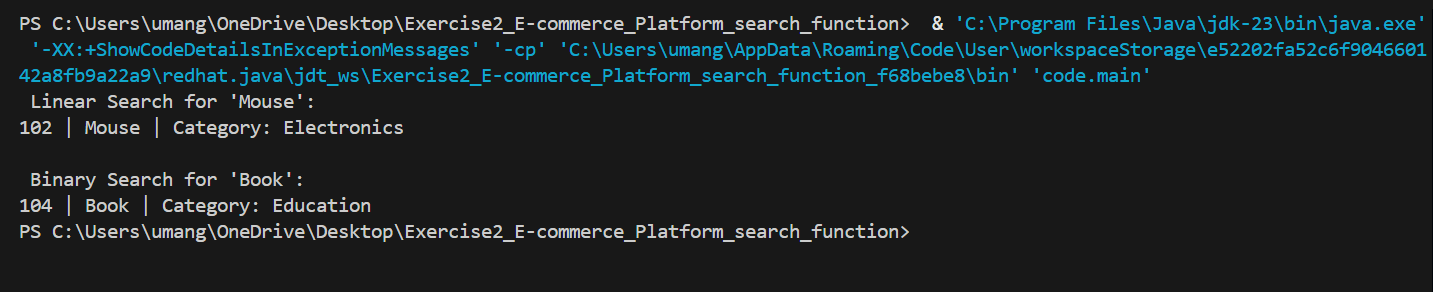 PS C:\Users\umang\OneDrive\Desktop\Exercise2_E-commerce_Platform_search_function>  & 'C:\Program Files\Java\jdk-23\bin\java.exe'
 '-XX:+ShowCodeDetailsInExceptionMessages' '-cp' 'C:\Users\umang\AppData\Roaming\Code\User\workspaceStorage\e52202fa52c6f9046601
42a8fb9a22a9\redhat.java\jdt_ws\Exercise2_E-commerce_Platform_search_function_f68bebe8\bin' 'code.main'
 Linear Search for 'Mouse':
102 | Mouse | Category: Electronics

 Binary Search for 'Book':
104 | Book | Category: Education
PS C:\Users\umang\OneDrive\Desktop\Exercise2_E-commerce_Platform_search_function>